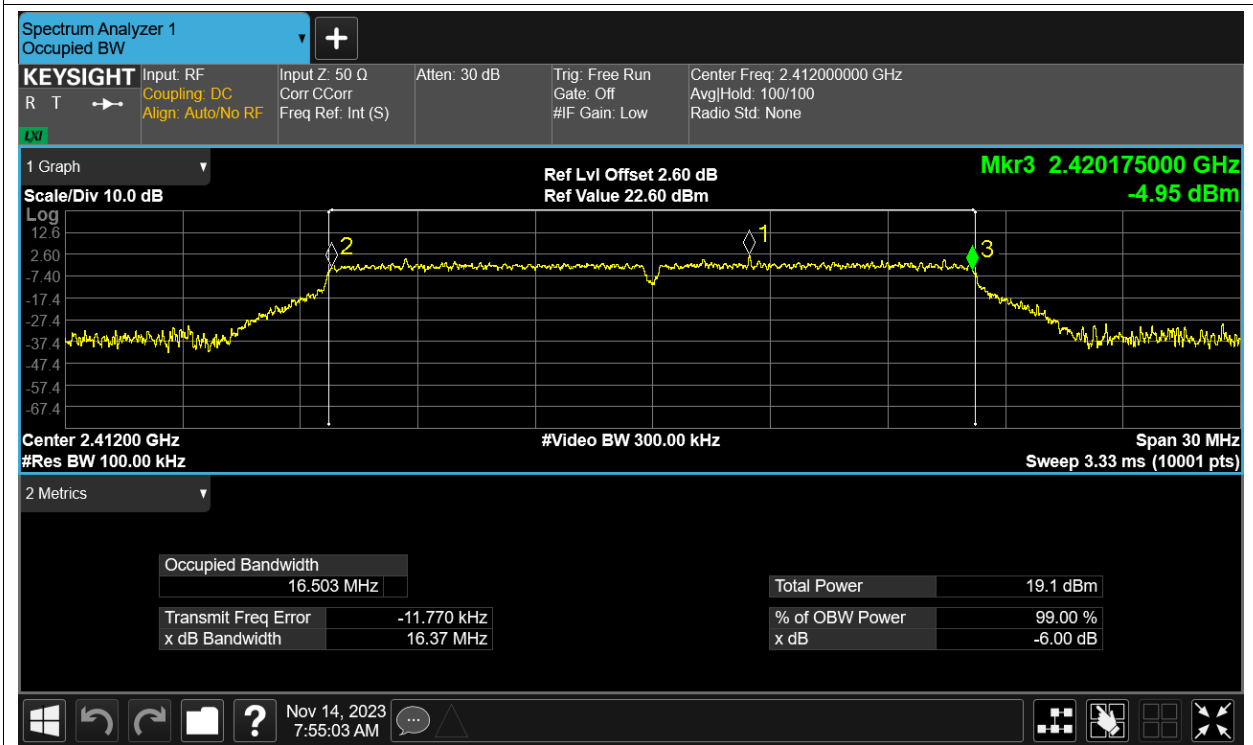 Spectrum Analyzer 1
Occupied BW
+
KEYSIGHT
R T
LXI
Input: RF
Coupling: DC
Align: Auto/No RF
Input Z: 50 Ω
Corr CCorr
Freq Ref: Int (S)
Atten: 30 dB
Trig: Free Run
Gate: Off
#IF Gain: Low
Center Freq: 2.412000000 GHz
Avg|Hold: 100/100
Radio Std: None
1 Graph
Scale/Div 10.0 dB
Ref Lvl Offset 2.60 dB
Ref Value 22.60 dBm
Mkr3 2.420175000 GHz
-4.95 dBm
Log
12.6
2.60
-7.40
-17.4
-27.4
-37.4
-47.4
-57.4
-67.4
2
1
3
Center 2.41200 GHz
#Res BW 100.00 kHz
#Video BW 300.00 kHz
Span 30 MHz
Sweep 3.33 ms (10001 pts)
2 Metrics
Occupied Bandwidth
16.503 MHz
Transmit Freq Error -11.770 kHz
x dB Bandwidth 16.37 MHz
Total Power 19.1 dBm
% of OBW Power 99.00 %
x dB -6.00 dB
?
Nov 14, 2023
7:55:03 AM